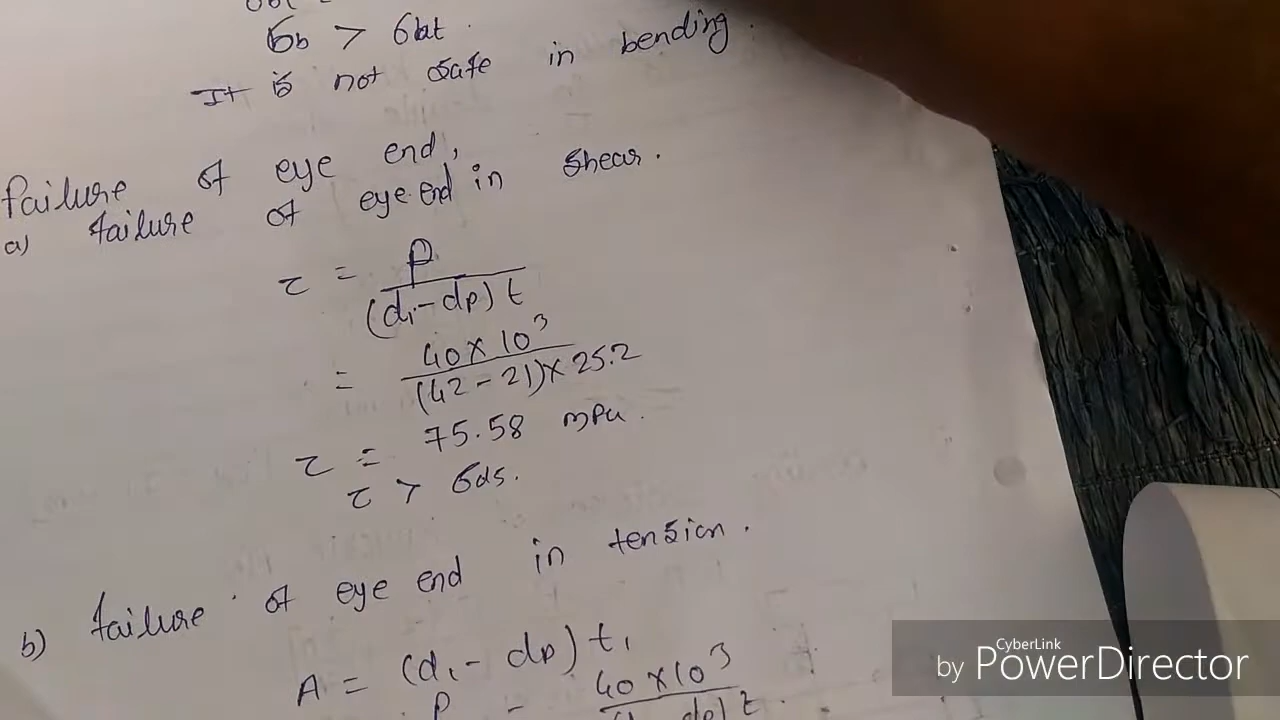 σb > σbt.
It is not safe in bending.
Failure of eye end,
a) failure of eye end in shear.
τ = P
(d1-dp) t
= 40 x 10³
(42-21) x 25.2
τ = 75.58 mpa.
τ > σds.
b) failure of eye end in tension.
A = (d1 - dp) t1
P = 40 x 10³
dp) t.
CyberLink
by PowerDirector